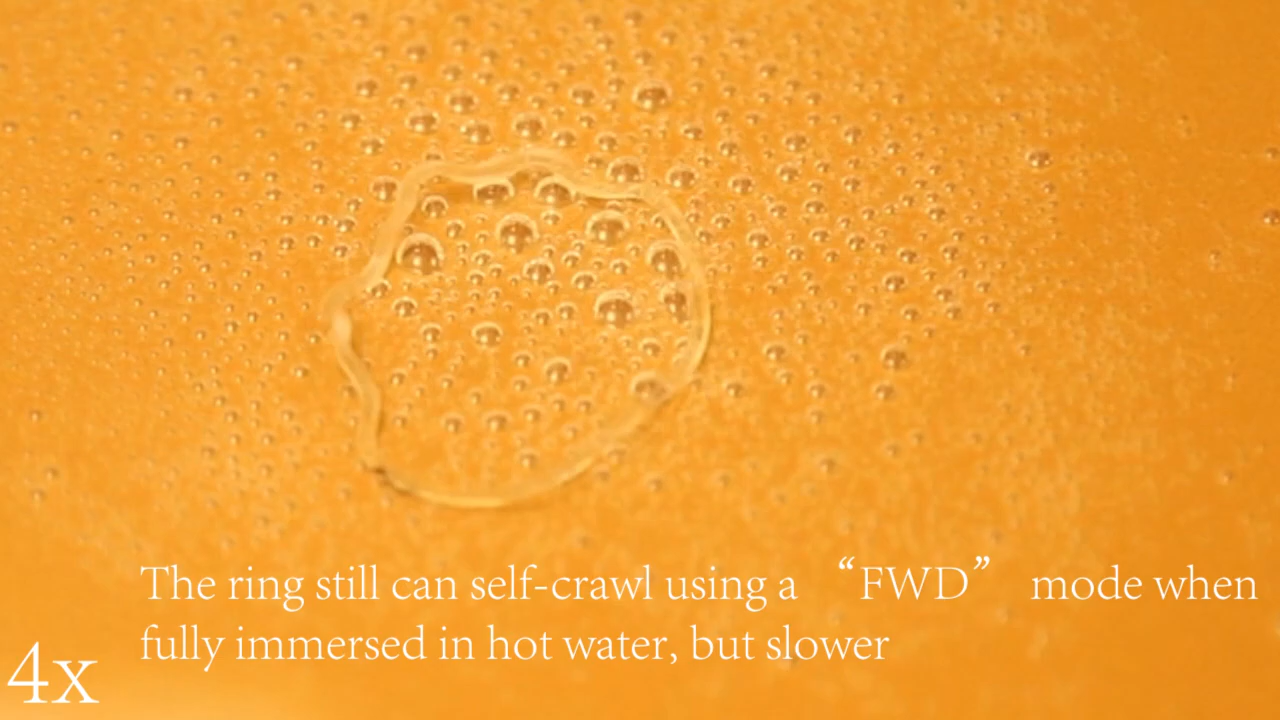 The ring still can self-crawl using a “FWD” mode when
fully immersed in hot water, but slower
4x